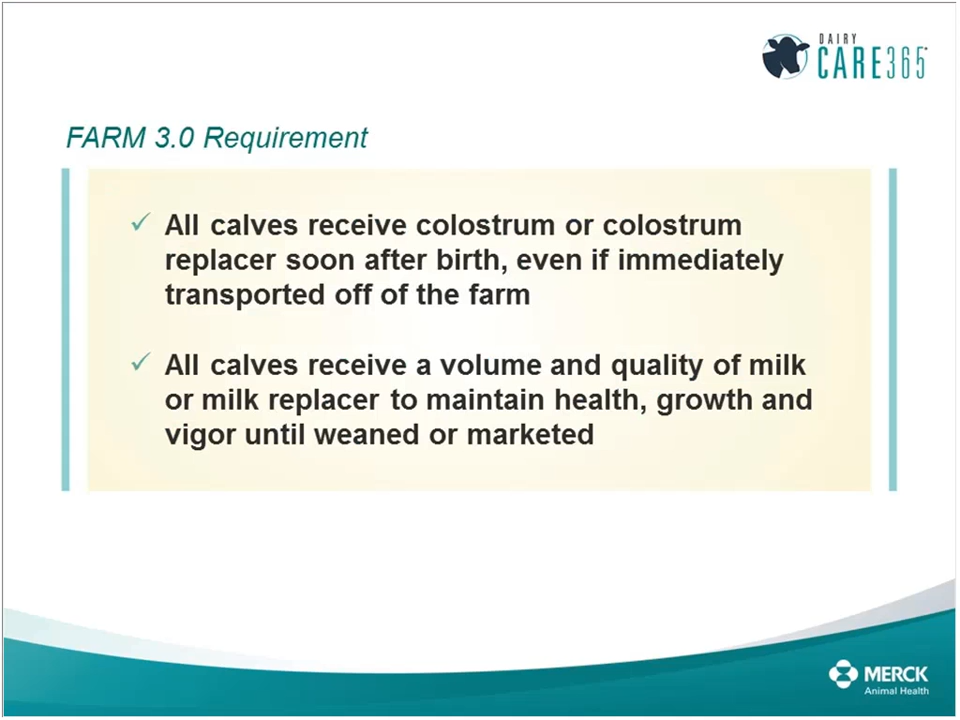 DAIRY
CARE365
FARM 3.0 Requirement
✓ All calves receive colostrum or colostrum
replacer soon after birth, even if immediately
transported off of the farm
✓ All calves receive a volume and quality of milk
or milk replacer to maintain health, growth and
vigor until weaned or marketed
MERCK
Animal Health